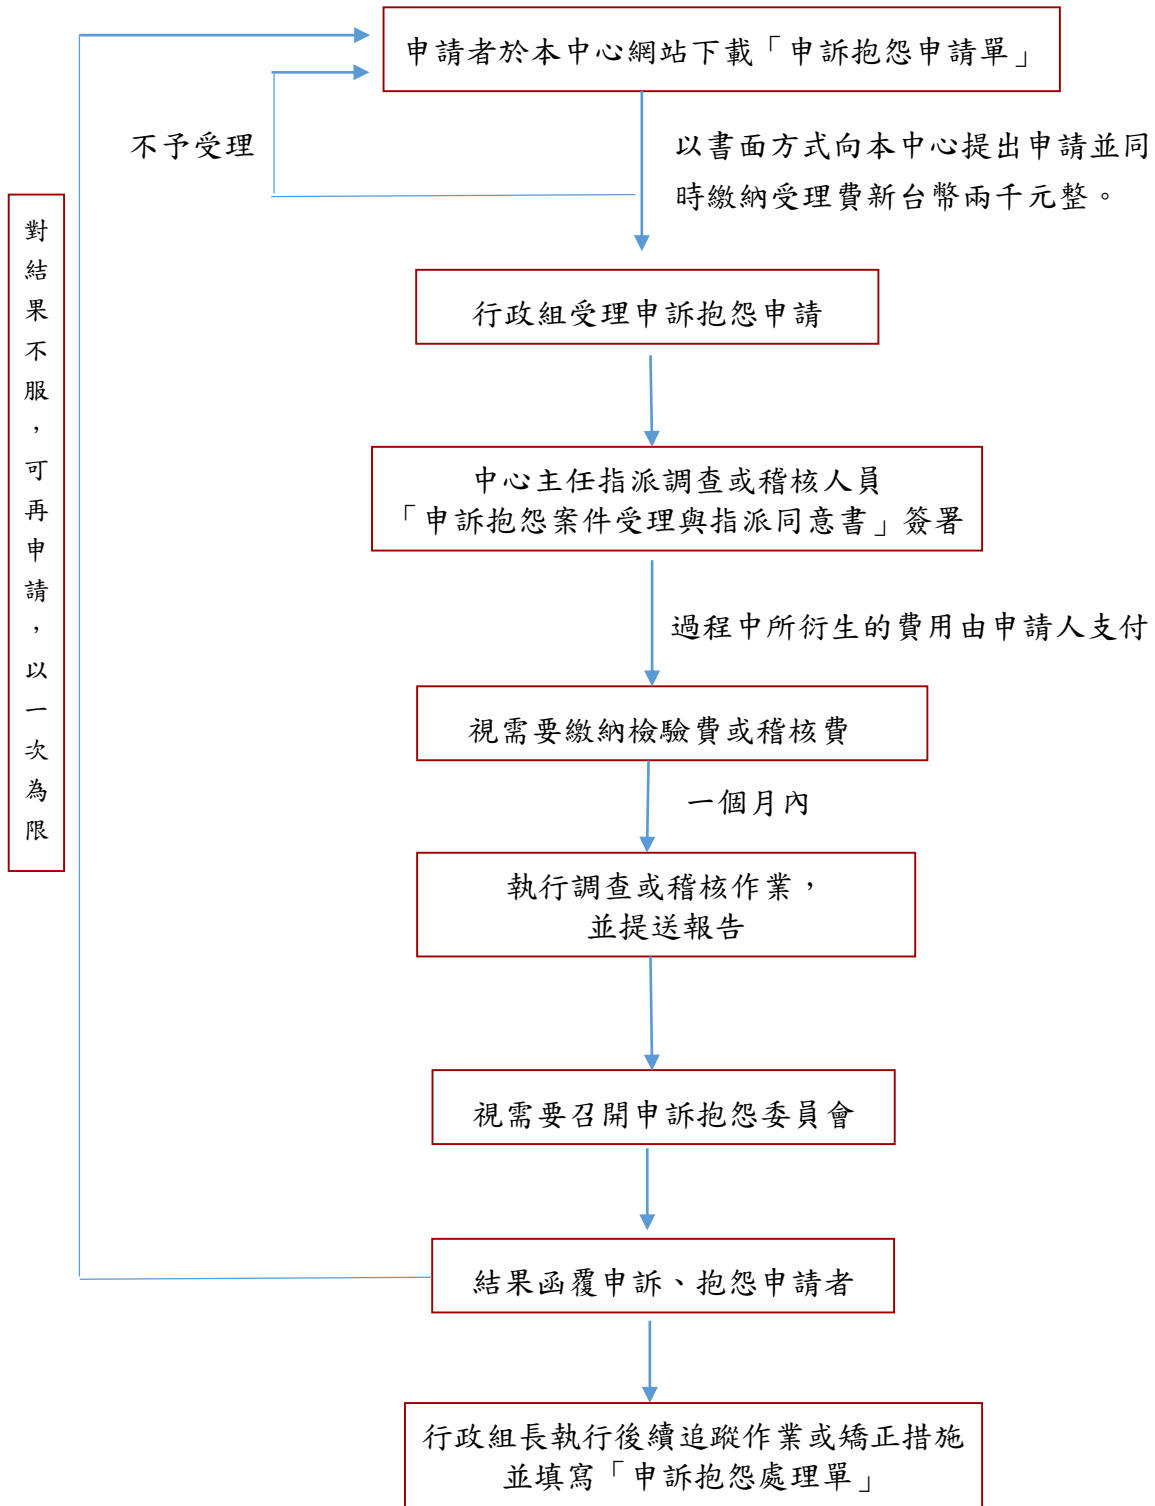 申請者於本中心網站下載「申訴抱怨申請單」
不予受理
以書面方式向本中心提出申請並同
時繳納受理費新台幣兩千元整。
對結果不服，可再申請，以一次為限
行政組受理申訴抱怨申請
中心主任指派調查或稽核人員
「申訴抱怨案件受理與指派同意書」簽署
過程中所衍生的費用由申請人支付
視需要繳納檢驗費或稽核費
一個月內
執行調查或稽核作業，
並提送報告
視需要召開申訴抱怨委員會
結果函覆申訴、抱怨申請者
行政組長執行後續追蹤作業或矯正措施
並填寫「申訴抱怨處理單」